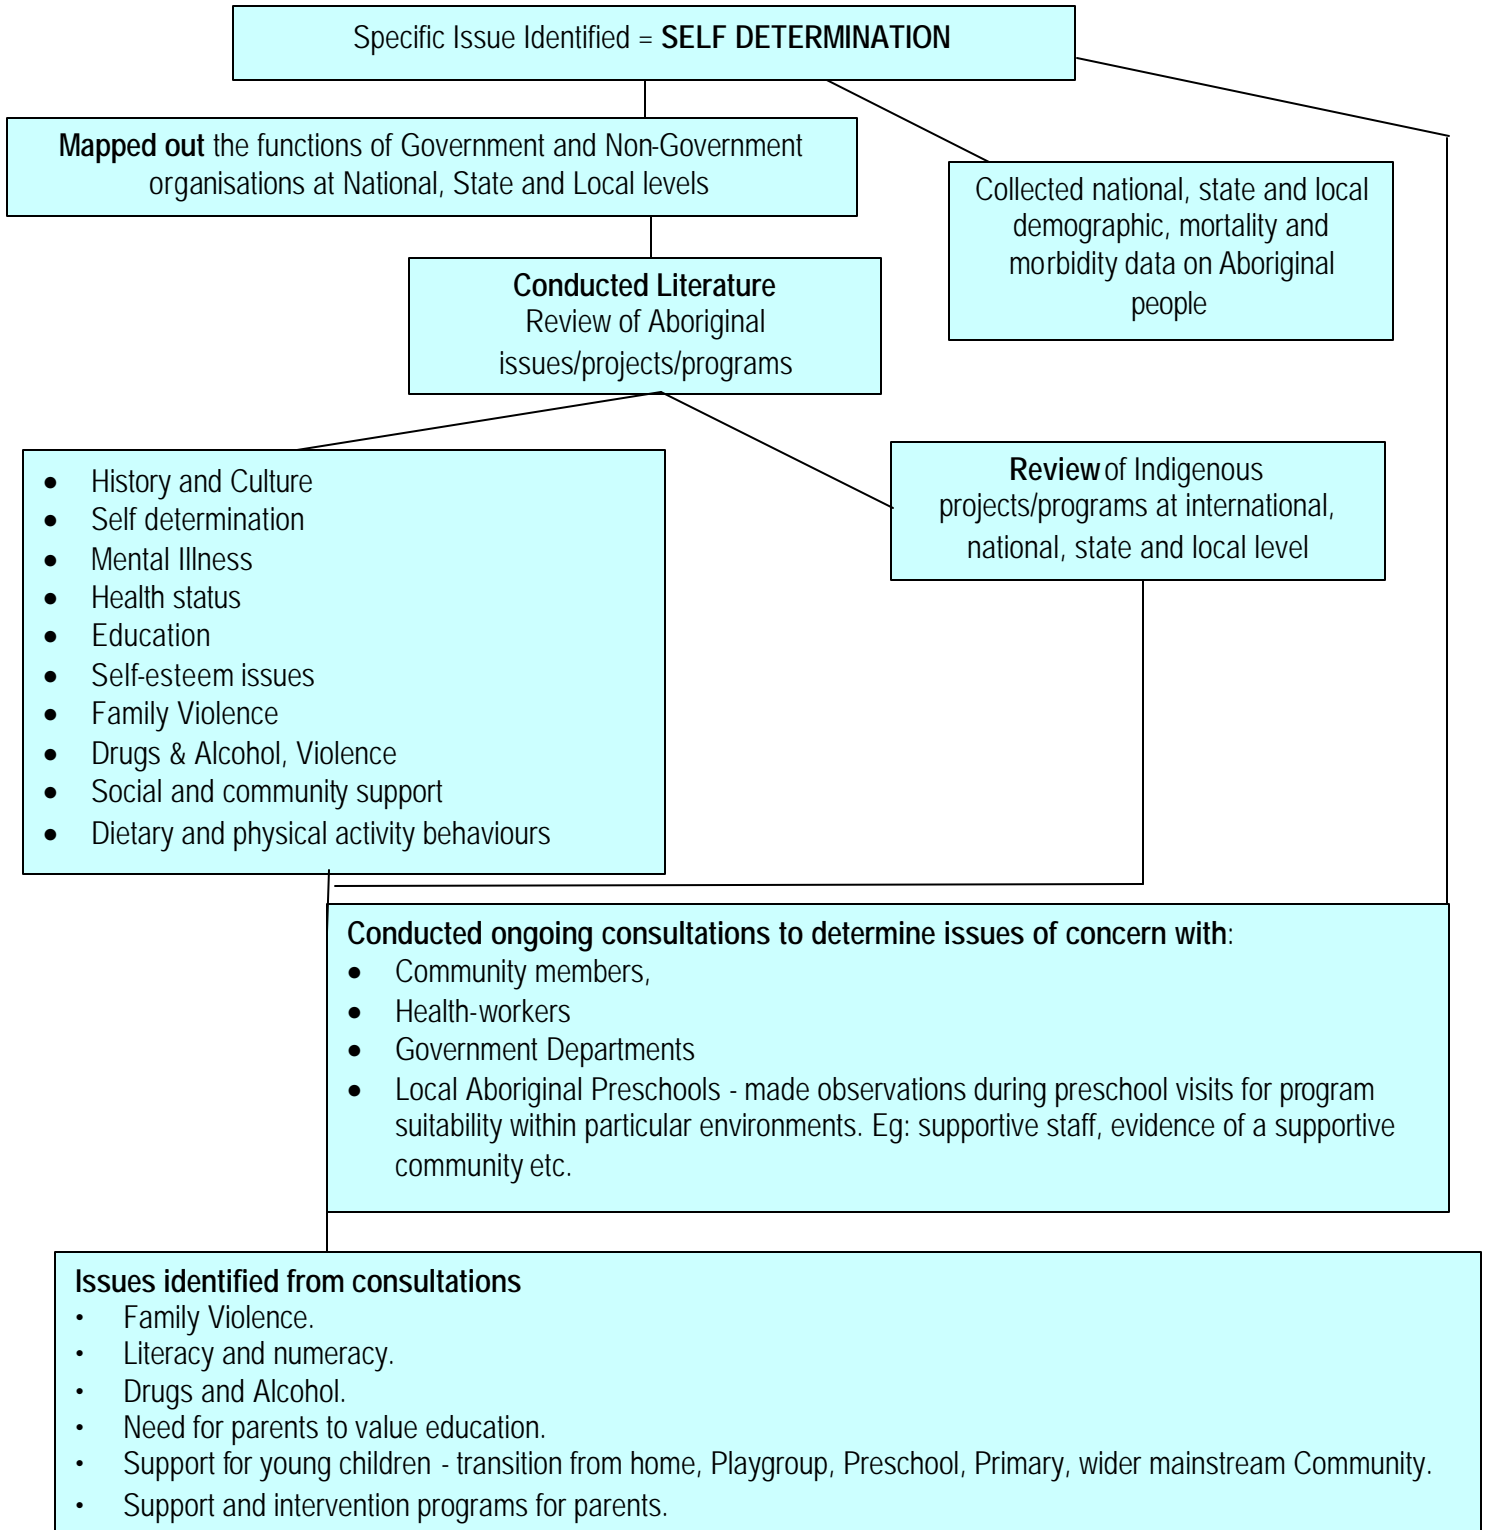 Specific Issue Identified = SELF DETERMINATION
Mapped out the functions of Government and Non-Government
organisations at National, State and Local levels
Collected national, state and local
demographic, mortality and
morbidity data on Aboriginal
people
Conducted Literature
Review of Aboriginal
issues/projects/programs
• History and Culture
• Self determination
• Mental Illness
• Health status
• Education
• Self-esteem issues
• Family Violence
• Drugs & Alcohol, Violence
• Social and community support
• Dietary and physical activity behaviours
Review of Indigenous
projects/programs at international,
national, state and local level
Conducted ongoing consultations to determine issues of concern with:
• Community members,
• Health-workers
• Government Departments
• Local Aboriginal Preschools - made observations during preschool visits for program
suitability within particular environments. Eg: supportive staff, evidence of a supportive
community etc.
Issues identified from consultations
• Family Violence.
• Literacy and numeracy.
• Drugs and Alcohol.
• Need for parents to value education.
• Support for young children - transition from home, Playgroup, Preschool, Primary, wider mainstream Community.
• Support and intervention programs for parents.